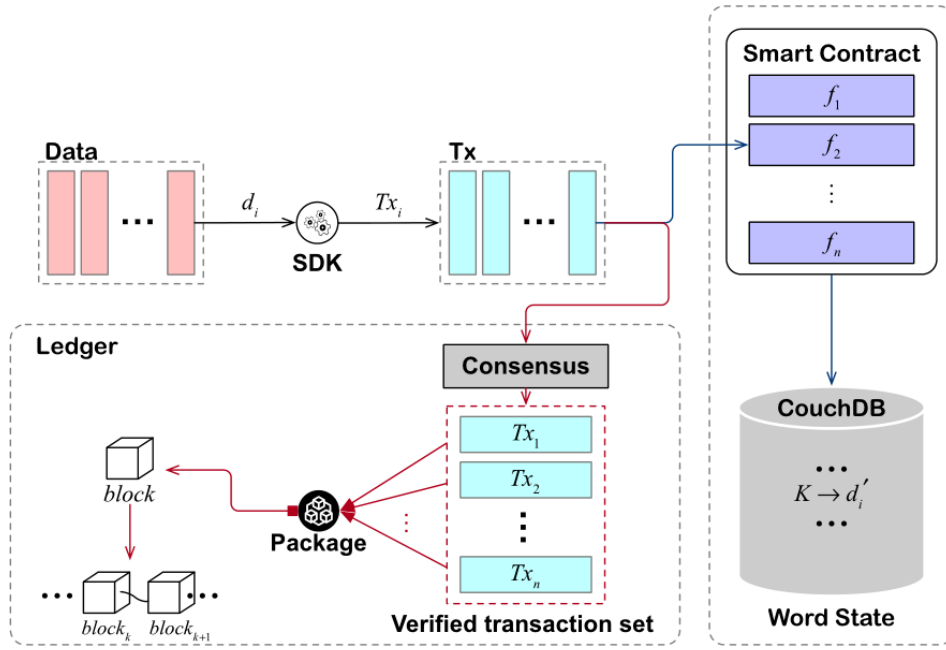 Smart Contract
f₁
f₂
⋮
fₙ
Data
...
dᵢ
SDK
Txᵢ
Tx
...
Ledger
Consensus
Tx₁
Tx₂
⋮
Txₙ
Verified transaction set
⋮
Package
block
... blockₖ blockₖ₊₁ ...
CouchDB
...
K → dᵢ′
...
Word State